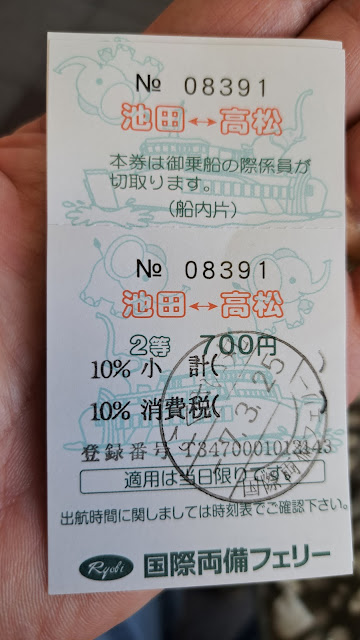 № 08391
池田↔高松
本券は御乗船の際係員が
切取ります。
(船内片)
№ 08391
池田↔高松
2等 700円
10% 小 計(
10% 消費税(
登録番号 T3470001012143
適用は当日限りです。
7. 3. 25
出航時間に関しましては時刻表でご確認下さい。
Ryobi 国際両備フェリー